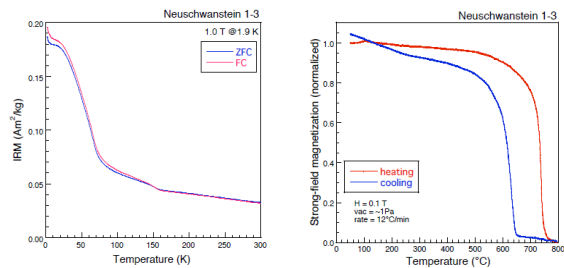 Neuschwanstein 1-3
1.0 T @1.9 K
ZFC
FC
IRM (Am²/kg)
0.20
0.15
0.10
0.05
0.00
0
50
100
150
200
250
300
Temperature (K)
Neuschwanstein 1-3
Strong-field magnetization (normalized)
1.0
0.8
0.6
0.4
0.2
0.0
heating
cooling
H = 0.1 T
vac = ~1Pa
rate = 12°C/min
0
100
200
300
400
500
600
700
800
Temperature (°C)